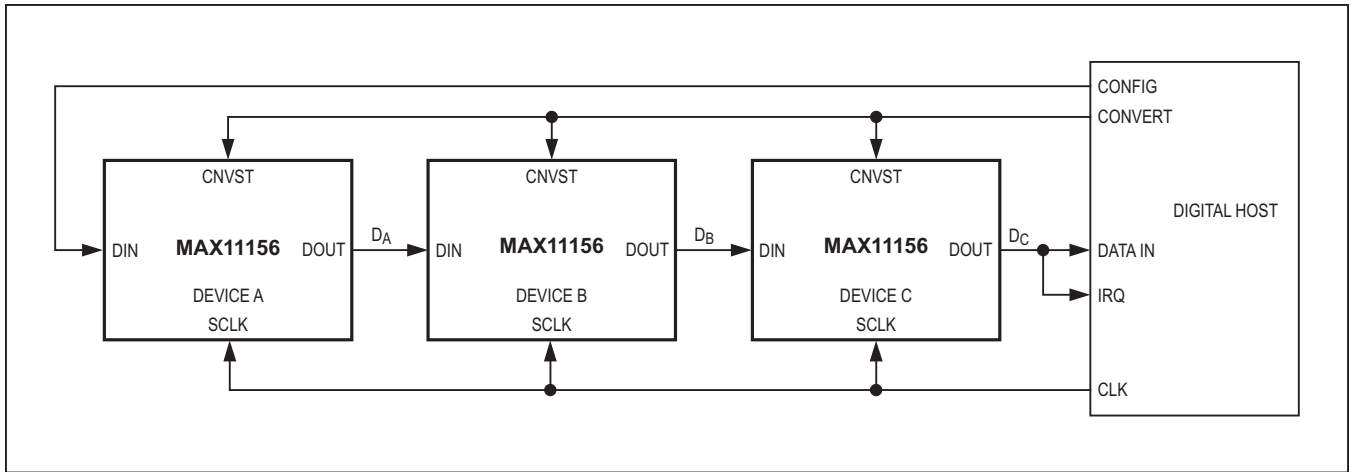 CONFIG
CONVERT
CNVST
CNVST
CNVST
DIGITAL HOST
DIN
MAX11156
DOUT
DA
DIN
MAX11156
DOUT
DB
DIN
MAX11156
DOUT
DC
DATA IN
DEVICE A
DEVICE B
DEVICE C
IRQ
SCLK
SCLK
SCLK
CLK